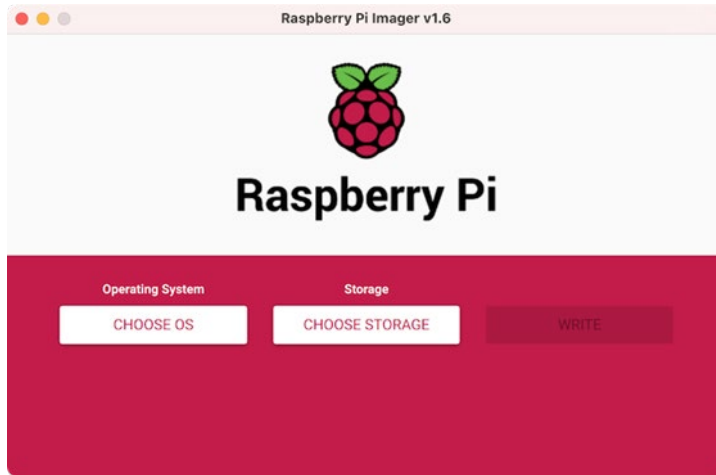 Raspberry Pi Imager v1.6
Raspberry Pi
Operating System
Storage
CHOOSE OS
CHOOSE STORAGE
WRITE